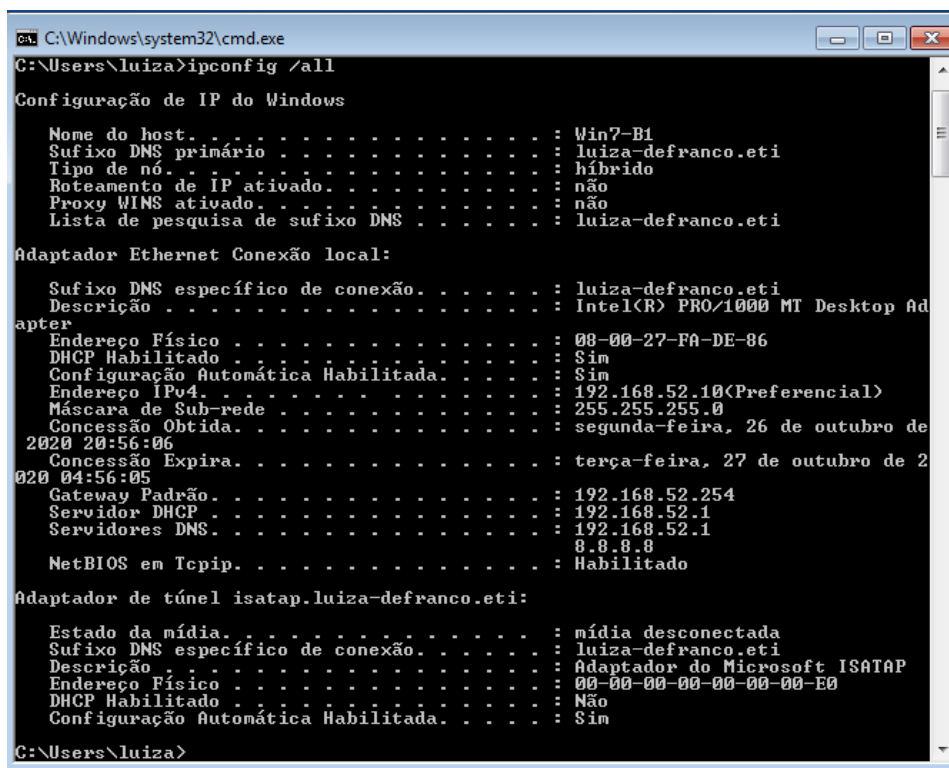 C:\Windows\system32\cmd.exe
C:\Users\luiza>ipconfig /all
Configuração de IP do Windows
Nome do host. . . . . . . . . . . . . . . . : Win7-B1
Sufixo DNS primário . . . . . . . . . . . . : luiza-defranco.eti
Tipo de nó. . . . . . . . . . . . . . . . . : híbrido
Roteamento de IP ativado. . . . . . . . . . : não
Proxy WINS ativado. . . . . . . . . . . . . : não
Lista de pesquisa de sufixo DNS . . . . . . : luiza-defranco.eti
Adaptador Ethernet Conexão local:
Sufixo DNS específico de conexão. . . . . . : luiza-defranco.eti
Descrição . . . . . . . . . . . . . . . . . : Intel(R) PRO/1000 MT Desktop Ad
apter
Endereço Físico . . . . . . . . . . . . . . : 08-00-27-FA-DE-86
DHCP Habilitado . . . . . . . . . . . . . . : Sim
Configuração Automática Habilitada. . . . . : Sim
Endereço IPv4. . . . . . . . . . . . . . . : 192.168.52.10(Preferencial)
Máscara de Sub-rede . . . . . . . . . . . . : 255.255.255.0
Concessão Obtida. . . . . . . . . . . . . . : segunda-feira, 26 de outubro de
2020 20:56:06
Concessão Expira. . . . . . . . . . . . . . : terça-feira, 27 de outubro de 2
020 04:56:05
Gateway Padrão. . . . . . . . . . . . . . . : 192.168.52.254
Servidor DHCP . . . . . . . . . . . . . . . : 192.168.52.1
Servidores DNS. . . . . . . . . . . . . . . : 192.168.52.1
8.8.8.8
NetBIOS em Tcpip. . . . . . . . . . . . . . : Habilitado
Adaptador de túnel isatap.luiza-defranco.eti:
Estado da mídia. . . . . . . . . . . . . . : mídia desconectada
Sufixo DNS específico de conexão. . . . . . : luiza-defranco.eti
Descrição . . . . . . . . . . . . . . . . . : Adaptador do Microsoft ISATAP
Endereço Físico . . . . . . . . . . . . . . : 00-00-00-00-00-00-00-E0
DHCP Habilitado . . . . . . . . . . . . . . : Não
Configuração Automática Habilitada. . . . . : Sim
C:\Users\luiza>